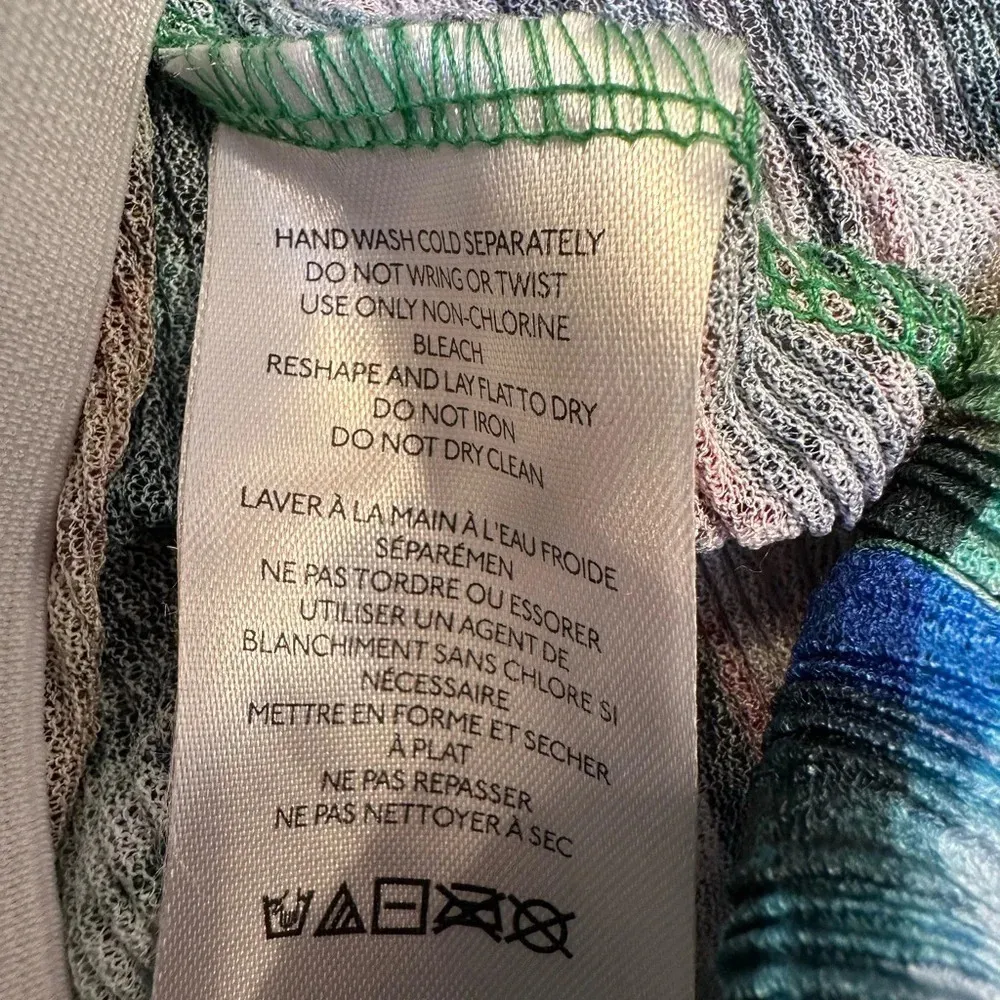 HAND WASH COLD SEPARATELY
DO NOT WRING OR TWIST
USE ONLY NON-CHLORINE
BLEACH
RESHAPE AND LAY FLAT TO DRY
DO NOT IRON
DO NOT DRY CLEAN
LAVER À LA MAIN À L'EAU FROIDE
SÉPARÉMEN
NE PAS TORDRE OU ESSORER
UTILISER UN AGENT DE
BLANCHIMENT SANS CHLORE SI
NÉCESSAIRE
METTRE EN FORME ET SECHER
À PLAT
NE PAS REPASSER
NE PAS NETTOYER À SEC